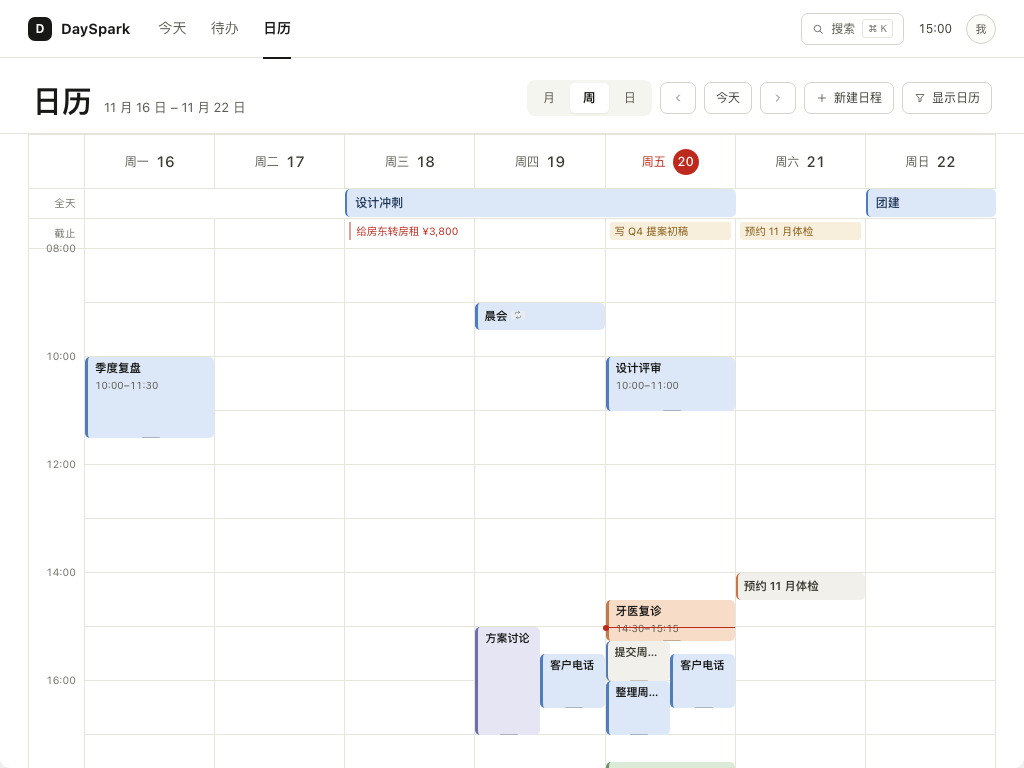 D DaySpark 今天 待办 日历 搜索 ⌘ K 15:00 我
日历 11 月 16 日 – 11 月 22 日 月 周 日 今天 新建日程 显示日历
周一 16 周二 17 周三 18 周四 19 周五 20 周六 21 周日 22
全天 设计冲刺 团建
截止 给房东转房租 ¥3,800 写 Q4 提案初稿 预约 11 月体检
08:00
晨会
10:00 季度复盘 设计评审
10:00–11:30 10:00–11:00
12:00
14:00
预约 11 月体检
牙医复诊
14:30–15:15
方案讨论 提交周…
客户电话 客户电话
16:00
整理周…